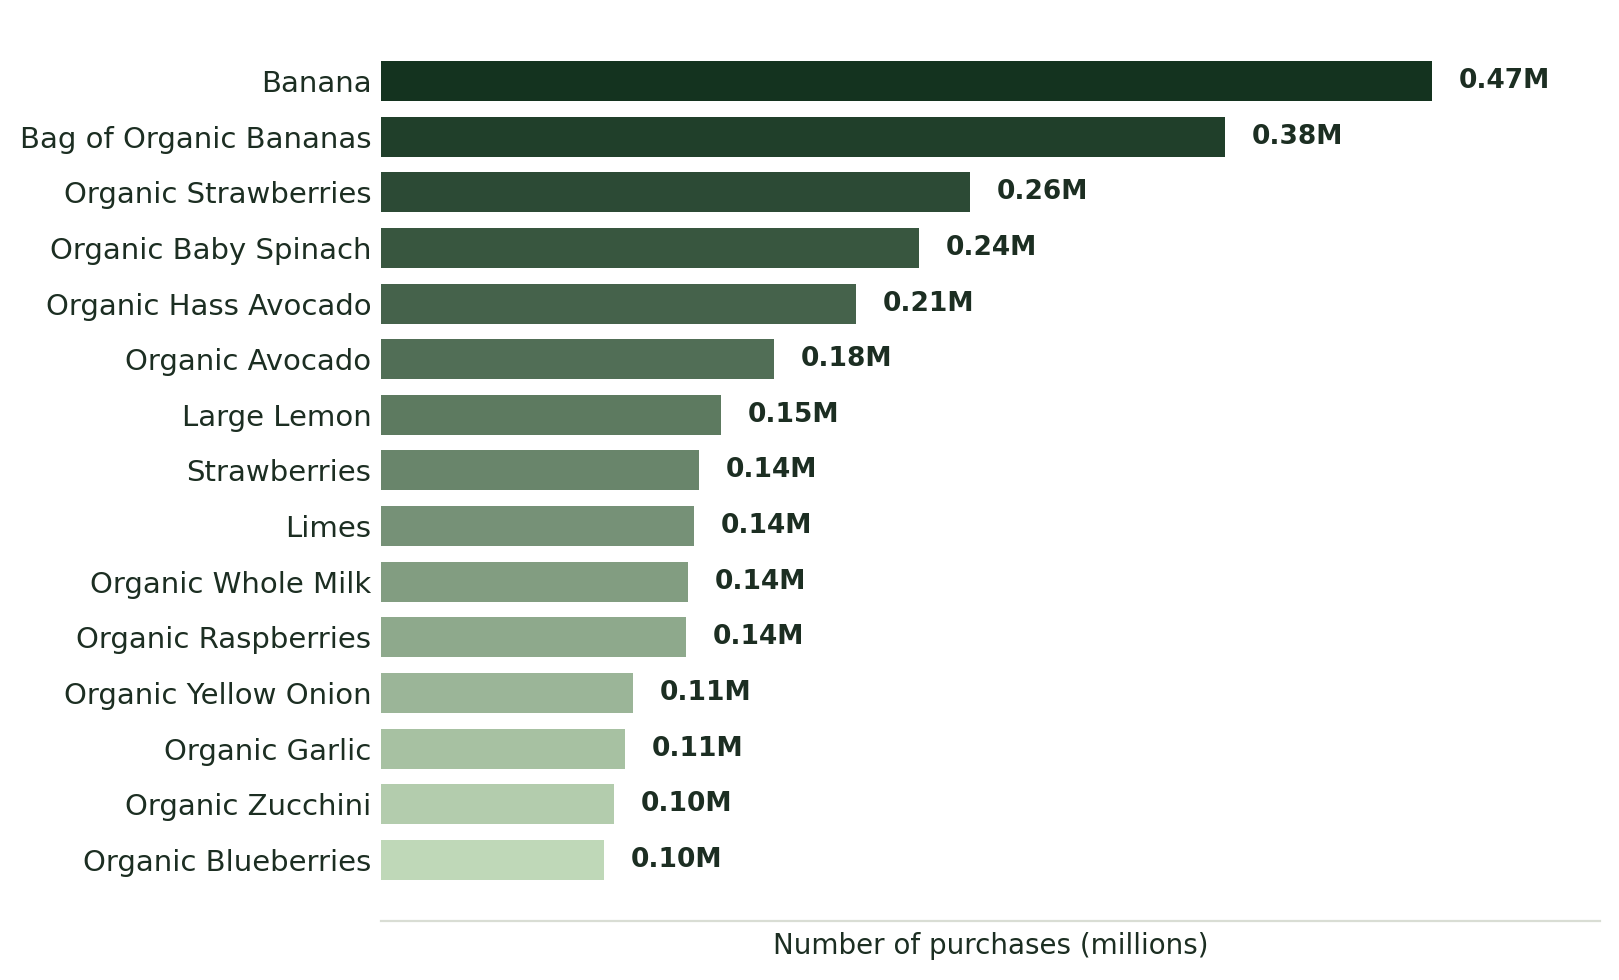 Banana 0.47M
Bag of Organic Bananas 0.38M
Organic Strawberries 0.26M
Organic Baby Spinach 0.24M
Organic Hass Avocado 0.21M
Organic Avocado 0.18M
Large Lemon 0.15M
Strawberries 0.14M
Limes 0.14M
Organic Whole Milk 0.14M
Organic Raspberries 0.14M
Organic Yellow Onion 0.11M
Organic Garlic 0.11M
Organic Zucchini 0.10M
Organic Blueberries 0.10M
Number of purchases (millions)